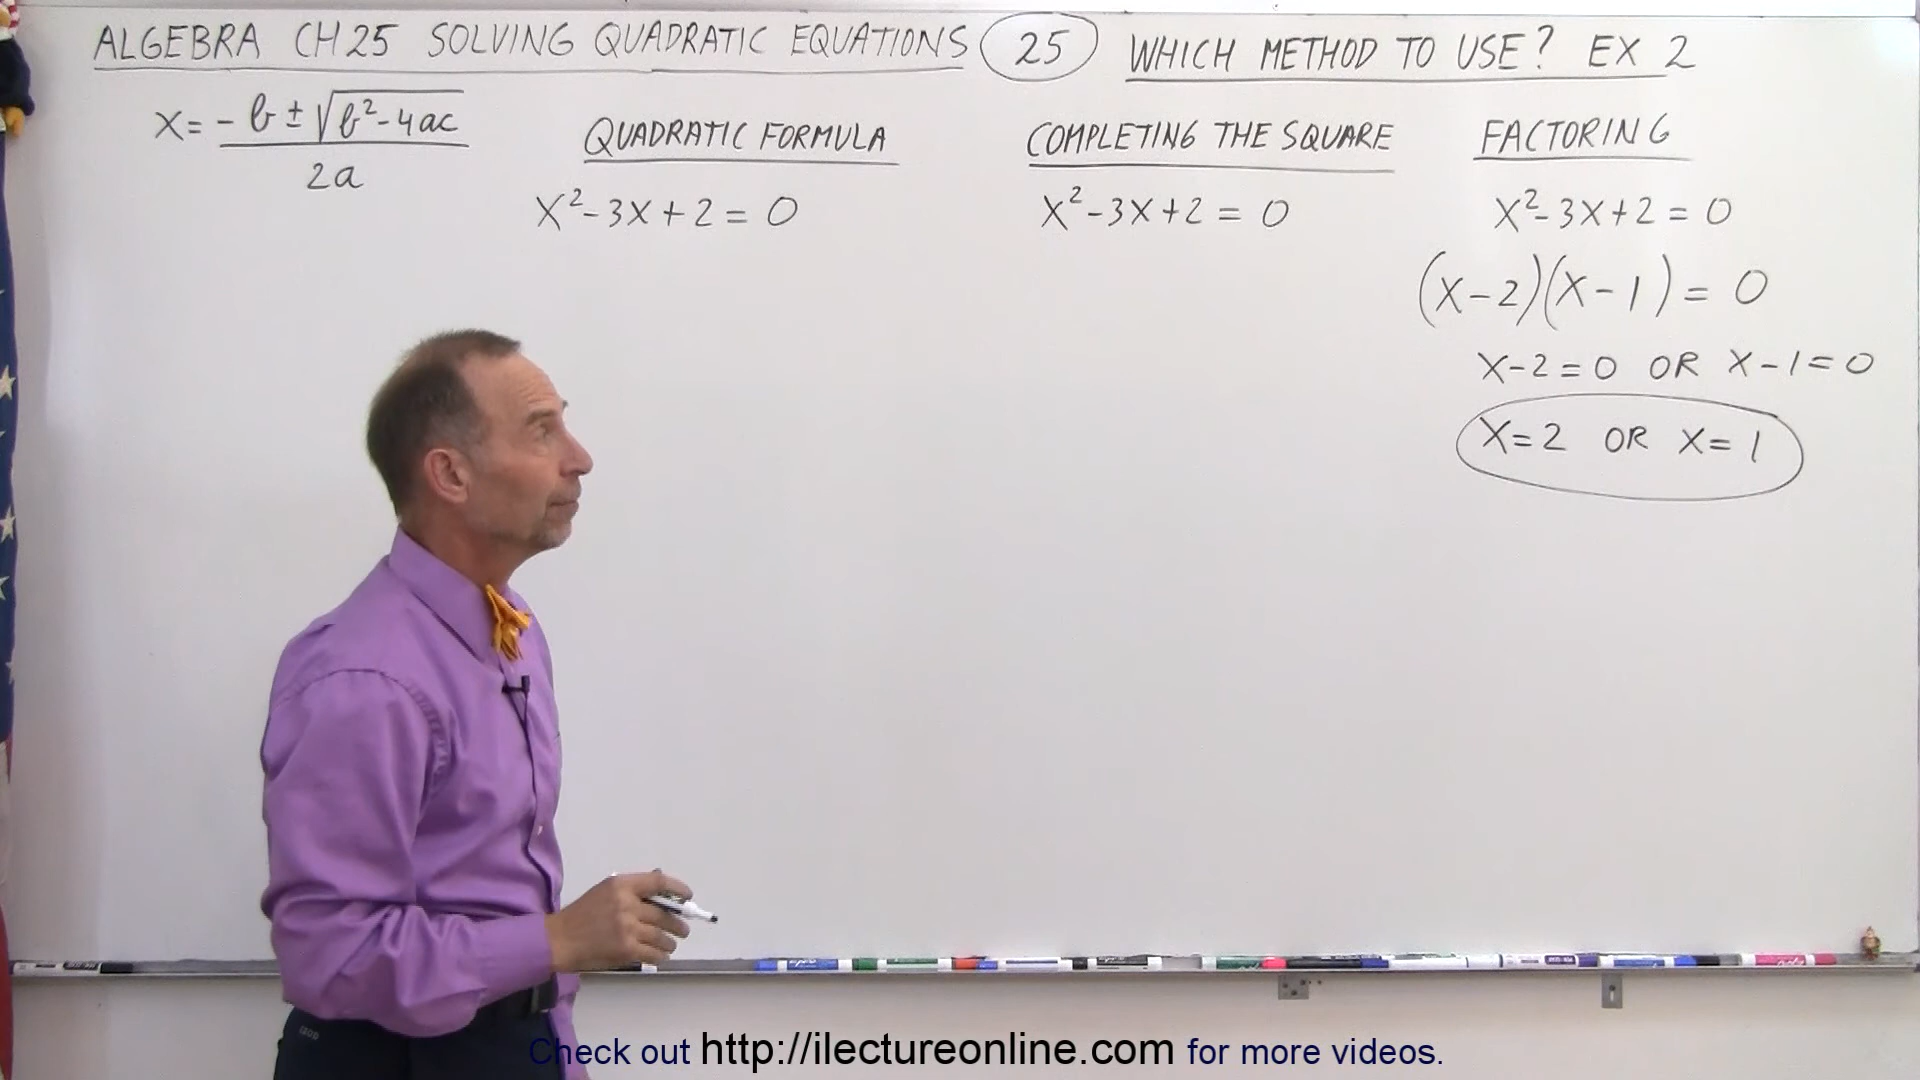 ALGEBRA CH 25 SOLVING QUADRATIC EQUATIONS 25 WHICH METHOD TO USE? EX 2
x = -b ± √b² - 4ac / 2a
QUADRATIC FORMULA
x² - 3x + 2 = 0
COMPLETING THE SQUARE
x² - 3x + 2 = 0
FACTORING
x² - 3x + 2 = 0
(x - 2)(x - 1) = 0
x - 2 = 0 OR x - 1 = 0
x = 2 OR x = 1
Check out http://ilectureonline.com for more videos.